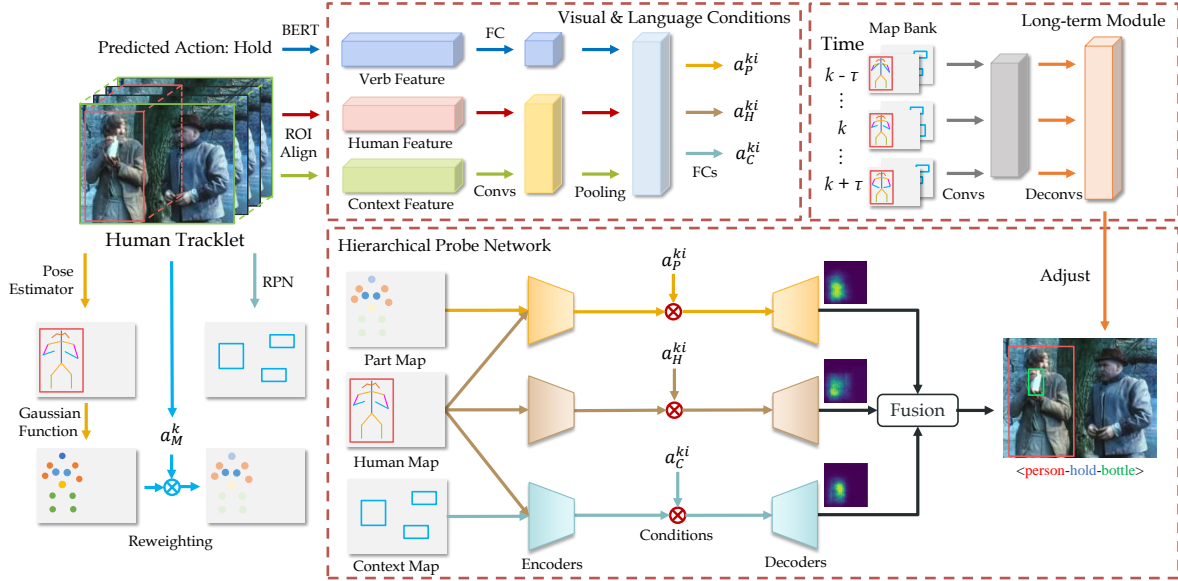 Predicted Action: Hold
BERT
ROI
Align
Human Tracklet
Pose
Estimator
RPN
Gaussian
Function
a_M^k
Reweighting
Visual & Language Conditions
FC
Verb Feature
Human Feature
Context Feature
Convs
Pooling
FCs
a_P^{ki}
a_H^{ki}
a_C^{ki}
Long-term Module
Map Bank
Time
k - τ
⋮
k
⋮
k + τ
Convs
Deconvs
Adjust
Hierarchical Probe Network
Part Map
Human Map
Context Map
a_P^{ki}
a_H^{ki}
a_C^{ki}
Encoders
Conditions
Decoders
Fusion
<person-hold-bottle>